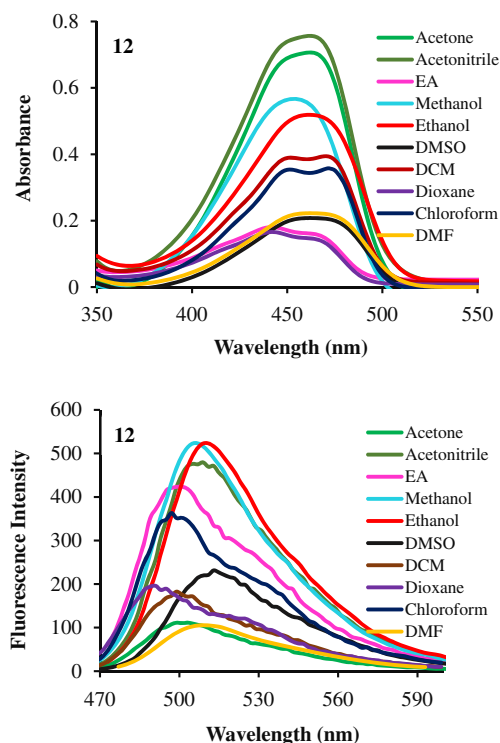 12
Acetone
Acetonitrile
EA
Methanol
Ethanol
DMSO
DCM
Dioxane
Chloroform
DMF
Absorbance
0.8
0.6
0.4
0.2
0
350
400
450
500
550
Wavelength (nm)
12
Acetone
Acetonitrile
EA
Methanol
Ethanol
DMSO
DCM
Dioxane
Chloroform
DMF
Fluorescence Intensity
600
500
400
300
200
100
0
470
500
530
560
590
Wavelength (nm)